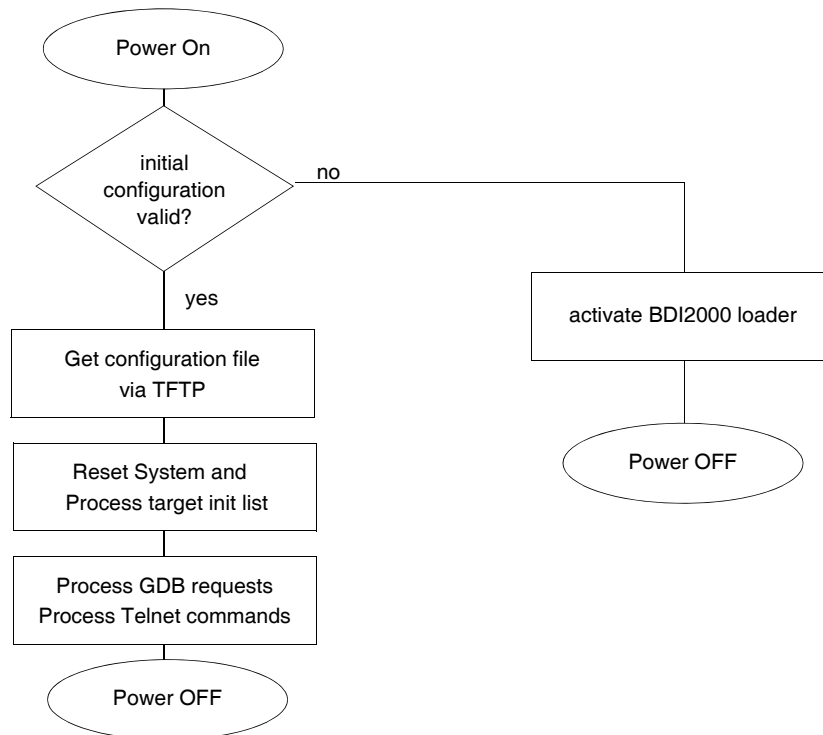 Power On
initial
configuration
valid?
no
yes
activate BDI2000 loader
Get configuration file
via TFTP
Reset System and
Process target init list
Power OFF
Process GDB requests
Process Telnet commands
Power OFF